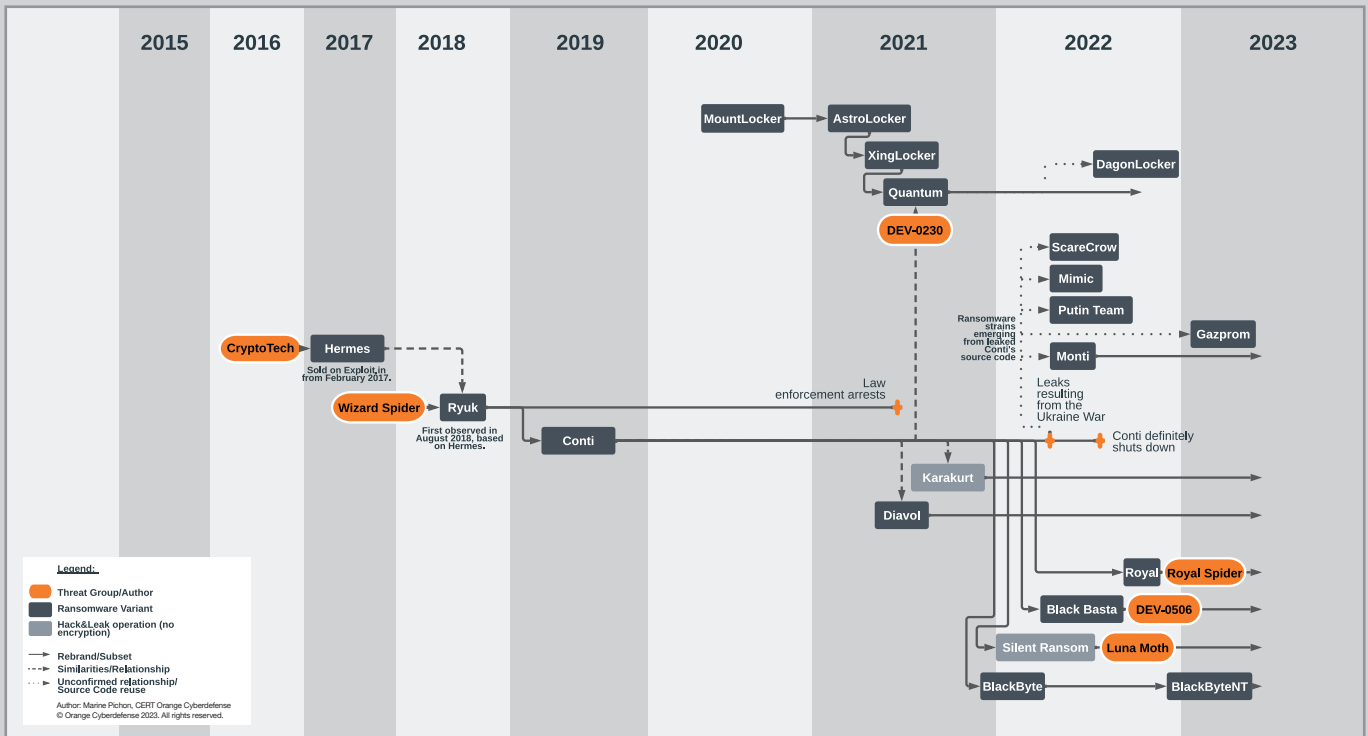 2015 2016 2017 2018 2019 2020 2021 2022 2023
MountLocker
AstroLocker
XingLocker
DagonLocker
Quantum
DEV-0230
ScareCrow
Mimic
Putin Team
Ransomware
strains
emerging
from leaked
Conti's
source code
Gazprom
CryptoTech
Hermes
Sold on Exploit,in
from February 2017.
Monti
Law
enforcement arrests
Leaks
resulting
from the
Ukraine War
Wizard Spider
Ryuk
First observed in
August 2018, based
on Hermes.
Conti
Conti definitely
shuts down
Karakurt
Diavol
Royal
Royal Spider
Black Basta
DEV-0506
Silent Ransom
Luna Moth
BlackByte
BlackByteNT
Legend:
Threat Group/Author
Ransomware Variant
Hack&Leak operation (no
encryption)
Rebrand/Subset
Similarities/Relationship
Unconfirmed relationship/
Source Code reuse
Author: Marine Pichon, CERT Orange Cyberdefense
© Orange Cyberdefense 2023. All rights reserved.